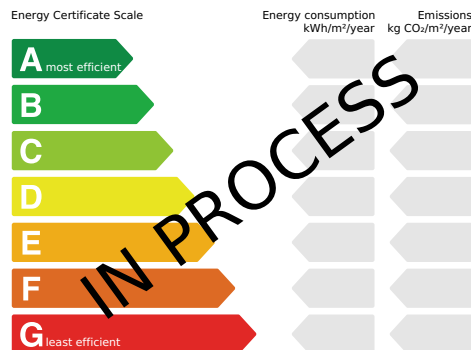 Energy Certificate Scale
Energy consumption
kWh/m²/year
Emissions
kg CO₂/m²/year
A most efficient
B
C
D
E
F
G least efficient
IN PROCESS